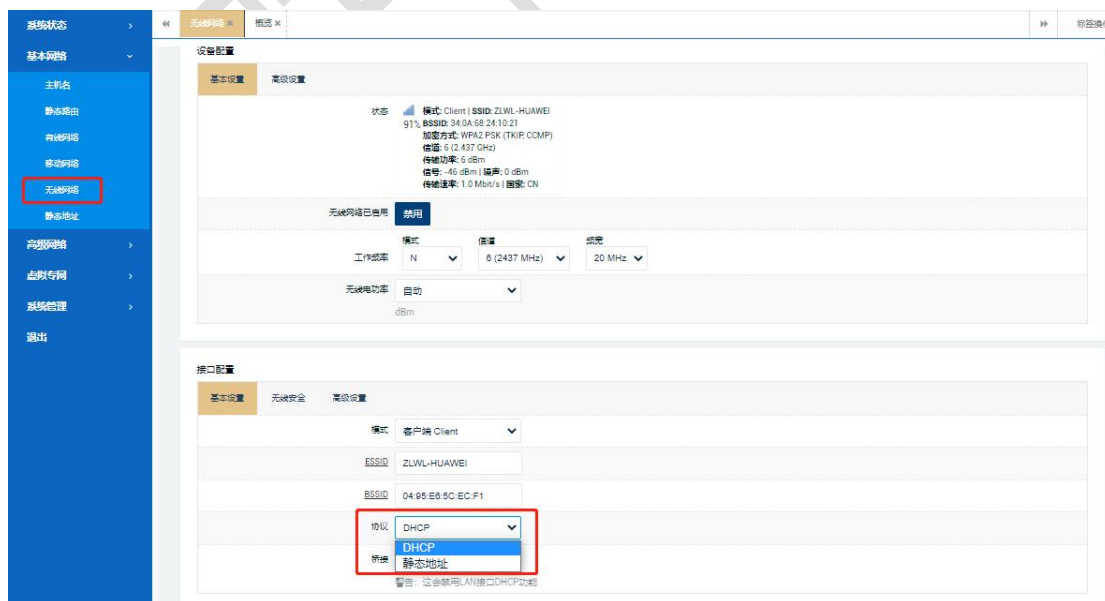 系统状态
基本网络
主机名
静态路由
有线网络
移动网络
无线网络
静态地址
高级网络
虚拟专网
系统管理
退出
无线网络 概览
标签操
设备配置
基本设置 高级设置
状态
91%
模式: Client | SSID: ZLWL-HUAWEI
BSSID: 34:0A:68:24:10:21
加密方式: WPA2 PSK (TKIP, CCMP)
信道: 6 (2.437 GHz)
传输功率: 6 dBm
信号: -46 dBm | 噪声: 0 dBm
传输速率: 1.0 Mbit/s | 国家: CN
无线网络已启用 禁用
模式 信道 频宽
工作频率 N 6 (2437 MHz) 20 MHz
无线电功率 自动
dBm
接口配置
基本设置 无线安全 高级设置
模式 客户端 Client
ESSID ZLWL-HUAWEI
BSSID 04:95:E6:5C:EC:F1
协议 DHCP
DHCP
桥接 静态地址
警告：这会禁用LAN接口DHCP功能